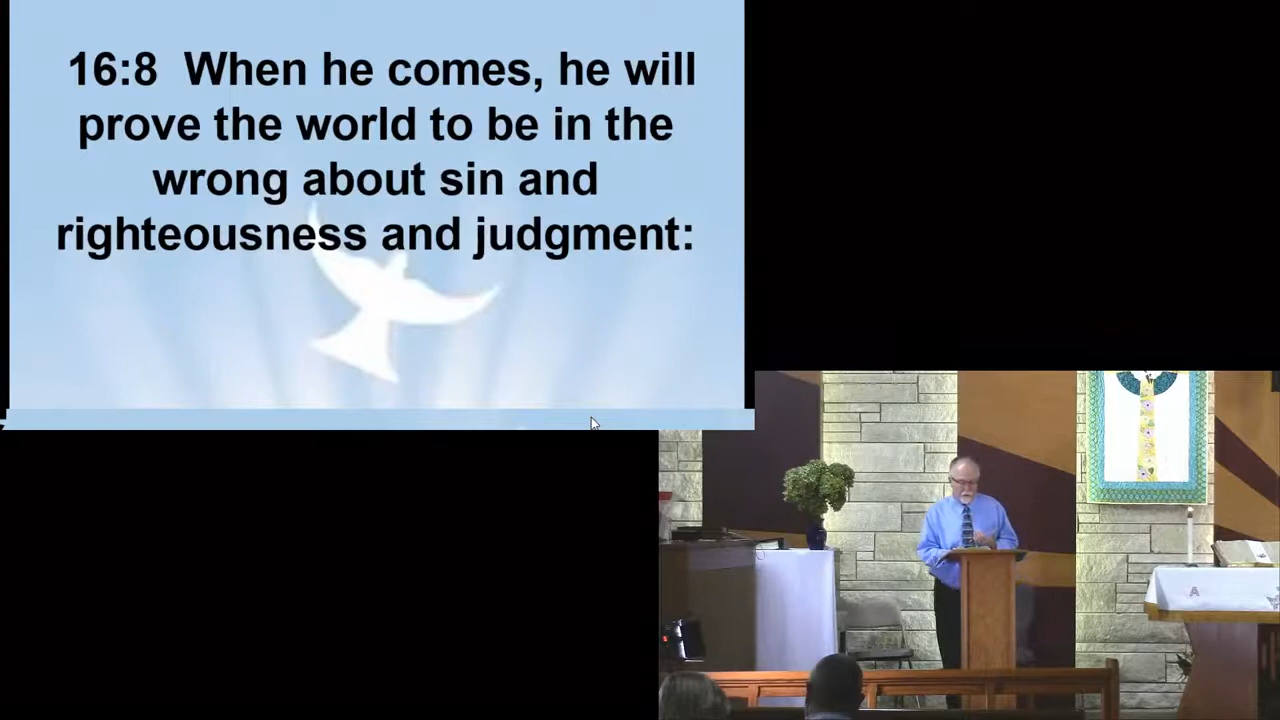 16:8 When he comes, he will
prove the world to be in the
wrong about sin and
righteousness and judgment:
A